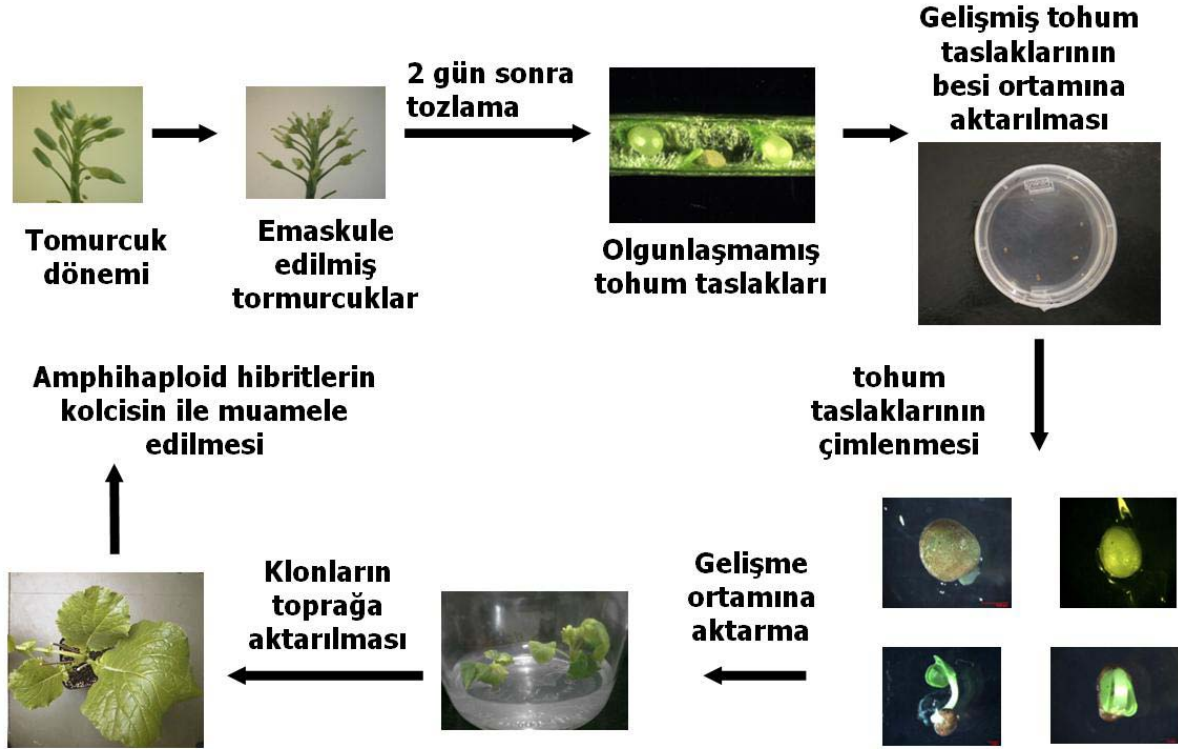 Tomurcuk
dönemi
Emaskule
edilmiş
tormurcuklar
2 gün sonra
tozlama
Olgunlaşmamış
tohum taslakları
Gelişmiş tohum
taslaklarının
besi ortamına
aktarılması
tohum
taslaklarının
çimlenmesi
Gelişme
ortamına
aktarma
Klonların
toprağa
aktarılması
Amphihaploid hibritlerin
kolcisin ile muamele
edilmesi